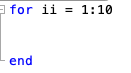 for ii = 1:10
end